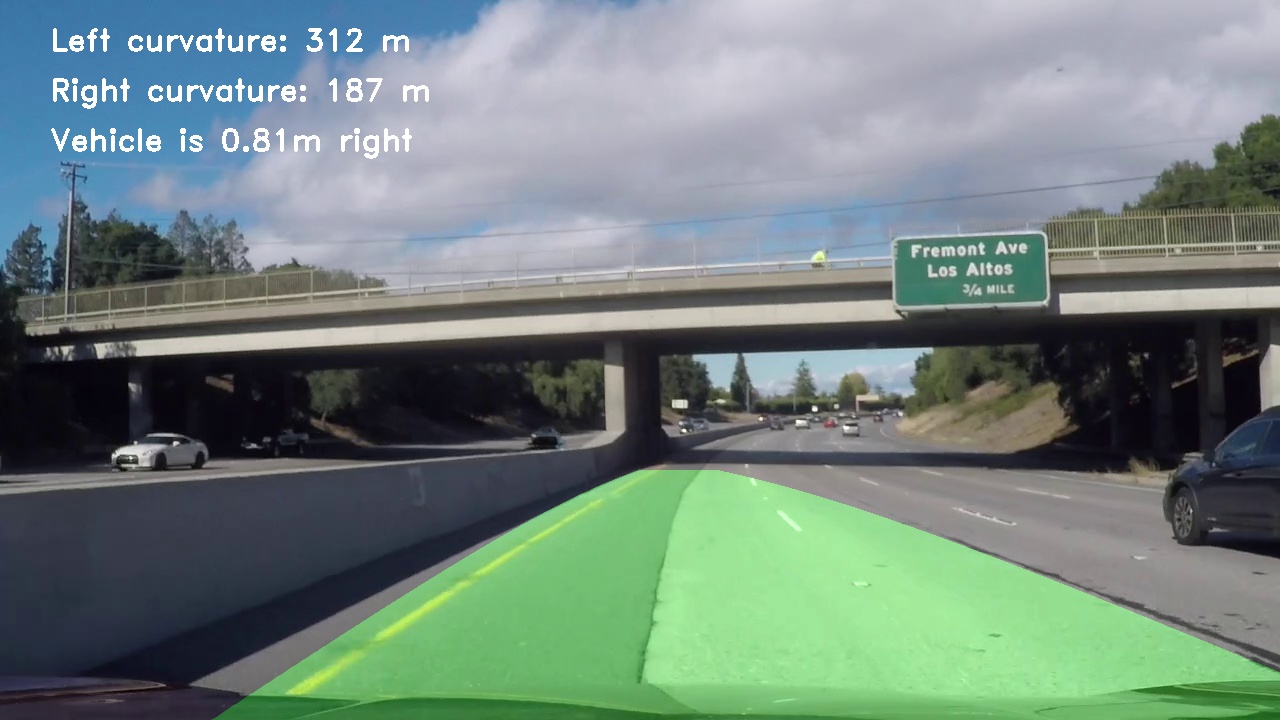 Left curvature: 312 m
Right curvature: 187 m
Vehicle is 0.81m right
Fremont Ave
Los Altos
3/4 MILE